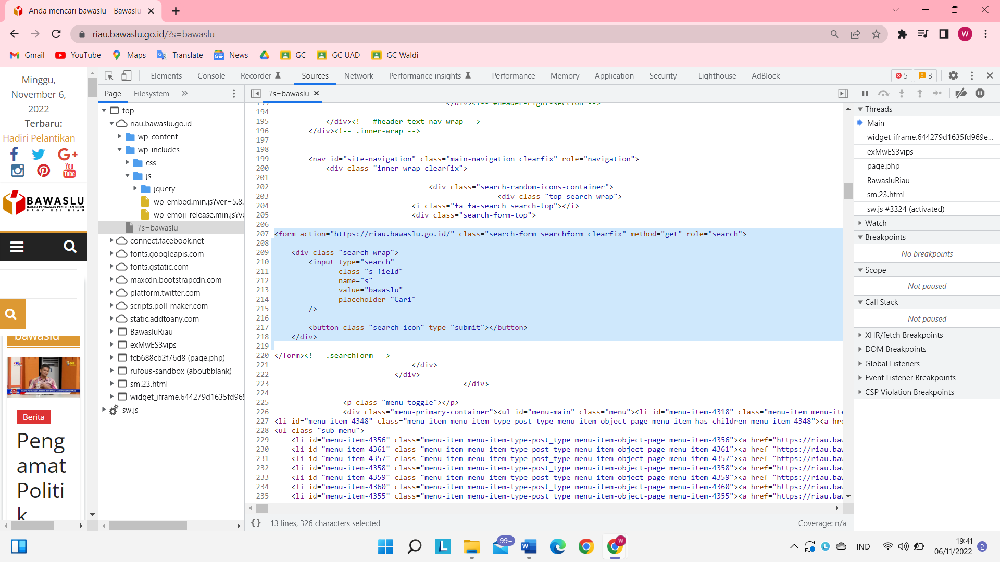 Anda mencari bawaslu - Bawaslu
riau.bawaslu.go.id/?s=bawaslu
W
Gmail
YouTube
Maps
Translate
News
GC
GC UAD
GC Waldi
Minggu,
November 6,
2022
Terbaru:
Hadiri Pelantikan
BAWASLU
BADAN PENGAWAS PEMILIHAN UMUM
PROVINSI RIAU
bawaslu
Berita
Peng
amat
Politi
k
Elements
Console
Recorder
Sources
Network
Performance insights
Performance
Memory
Application
Security
Lighthouse
AdBlock
5
3
Page
Filesystem
?s=bawaslu
top
riau.bawaslu.go.id
wp-content
wp-includes
css
js
jquery
wp-embed.min.js?ver=5.8.
wp-emoji-release.min.js?ve
?s=bawaslu
connect.facebook.net
fonts.googleapis.com
fonts.gstatic.com
maxcdn.bootstrapcdn.com
platform.twitter.com
scripts.poll-maker.com
static.addtoany.com
BawasluRiau
exMwES3vips
fcb688cb2f76d8 (page.php)
rufous-sandbox (about:blank)
sm.23.html
widget_iframe.644279d1635fd969
sw.js
193 </div><!-- #header-right-section -->
194
195 </div><!-- #header-text-nav-wrap -->
196 </div><!-- .inner-wrap -->
197
198
199 <nav id="site-navigation" class="main-navigation clearfix" role="navigation">
200 <div class="inner-wrap clearfix">
201
202 <div class="search-random-icons-container">
203 <div class="top-search-wrap">
204 <i class="fa fa-search search-top"></i>
205 <div class="search-form-top">
206
207 <form action="https://riau.bawaslu.go.id/" class="search-form searchform clearfix" method="get" role="search">
208
209 <div class="search-wrap">
210 <input type="search"
211 class="s field"
212 name="s"
213 value="bawaslu"
214 placeholder="Cari"
215 />
216
217 <button class="search-icon" type="submit"></button>
218 </div>
219
220 </form><!-- .searchform -->
221 </div>
222 </div>
223 </div>
224
225 <p class="menu-toggle"></p>
226 <div class="menu-primary-container"><ul id="menu-main" class="menu"><li id="menu-item-4318" class="menu-item menu-ite
227 <li id="menu-item-4348" class="menu-item menu-item-type-post_type menu-item-object-page menu-item-has-children menu-item-4348"><a hre
228 <ul class="sub-menu">
229 <li id="menu-item-4356" class="menu-item menu-item-type-post_type menu-item-object-page menu-item-4356"><a href="https://riau.baw
230 <li id="menu-item-4361" class="menu-item menu-item-type-post_type menu-item-object-page menu-item-4361"><a href="https://riau.baw
231 <li id="menu-item-4357" class="menu-item menu-item-type-post_type menu-item-object-page menu-item-4357"><a href="https://riau.baw
232 <li id="menu-item-4358" class="menu-item menu-item-type-post_type menu-item-object-page menu-item-4358"><a href="https://riau.baw
233 <li id="menu-item-4359" class="menu-item menu-item-type-post_type menu-item-object-page menu-item-4359"><a href="https://riau.baw
234 <li id="menu-item-4360" class="menu-item menu-item-type-post_type menu-item-object-page menu-item-4360"><a href="https://riau.baw
235 <li id="menu-item-4355" class="menu-item menu-item-type-post_type menu-item-object-page menu-item-4355"><a href="https://riau.baw
{} 13 lines, 326 characters selected
Coverage: n/a
Threads
Main
widget_iframe.644279d1635fd969e...
exMwES3vips
page.php
BawasluRiau
sm.23.html
sw.js #3324 (activated)
Watch
Breakpoints
No breakpoints
Scope
Not paused
Call Stack
Not paused
XHR/fetch Breakpoints
DOM Breakpoints
Global Listeners
Event Listener Breakpoints
CSP Violation Breakpoints
99+
IND
19:41
06/11/2022
2